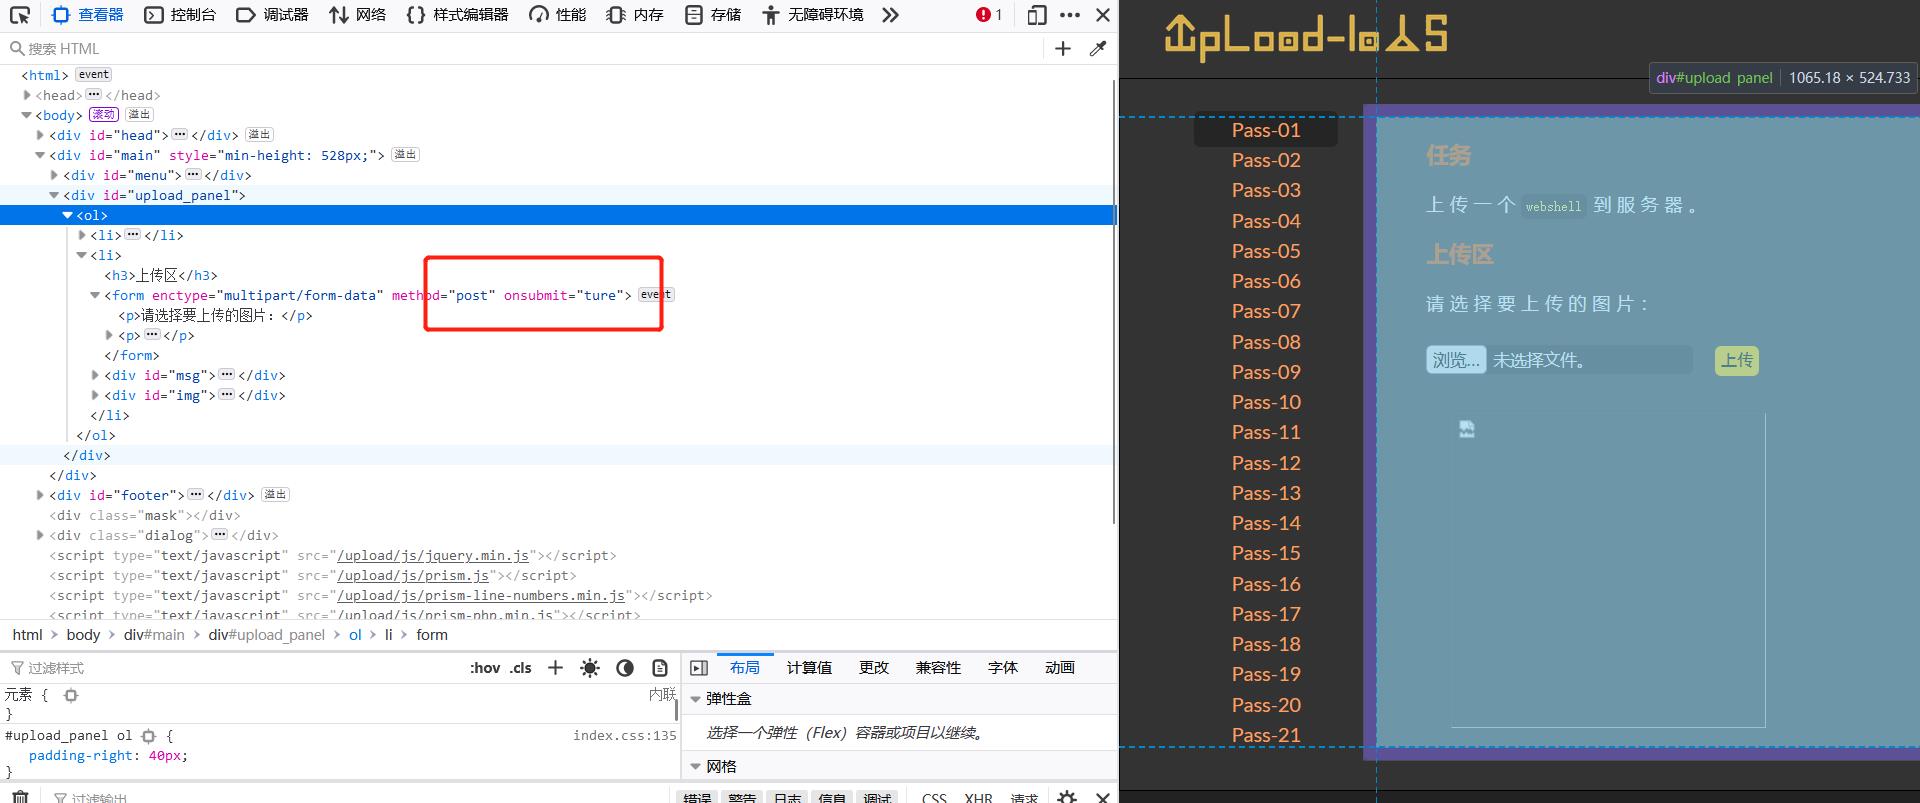 查看器 控制台 调试器 网络 {} 样式编辑器 性能 内存 存储 无障碍环境 1
搜索 HTML
<html> event
<head> ··· </head>
<body> 滚动 溢出
<div id="head"> ··· </div> 溢出
<div id="main" style="min-height: 528px;"> 溢出
<div id="menu"> ··· </div>
<div id="upload_panel">
<ol>
<li> ··· </li>
<li>
<h3>上传区</h3>
<form enctype="multipart/form-data" method="post" onsubmit="ture"> event
<p>请选择要上传的图片：</p>
<p> ··· </p>
</form>
<div id="msg"> ··· </div>
<div id="img"> ··· </div>
</li>
</ol>
</div>
</div>
<div id="footer"> ··· </div> 溢出
<div class="mask"></div>
<div class="dialog"> ··· </div>
<script type="text/javascript" src="/upload/js/jquery.min.js"></script>
<script type="text/javascript" src="/upload/js/prism.js"></script>
<script type="text/javascript" src="/upload/js/prism-line-numbers.min.js"></script>
<script type="text/javascript" src="/upload/js/prism-php.min.js"></script>
html > body > div#main > div#upload_panel > ol > li > form
过滤样式 :hov .cls +
元素 { 内联
}
#upload_panel ol { index.css:135
padding-right: 40px;
}
布局 计算值 更改 兼容性 字体 动画
弹性盒
选择一个弹性（Flex）容器或项目以继续。
网格
过滤输出 错误 警告 日志 信息 调试 CSS XHR 请求
UpLoad-labS
div#upload_panel 1065.18 × 524.733
Pass-01
Pass-02
Pass-03
Pass-04
Pass-05
Pass-06
Pass-07
Pass-08
Pass-09
Pass-10
Pass-11
Pass-12
Pass-13
Pass-14
Pass-15
Pass-16
Pass-17
Pass-18
Pass-19
Pass-20
Pass-21
任务
上传一个 webshell 到服务器。
上传区
请选择要上传的图片：
浏览... 未选择文件。 上传